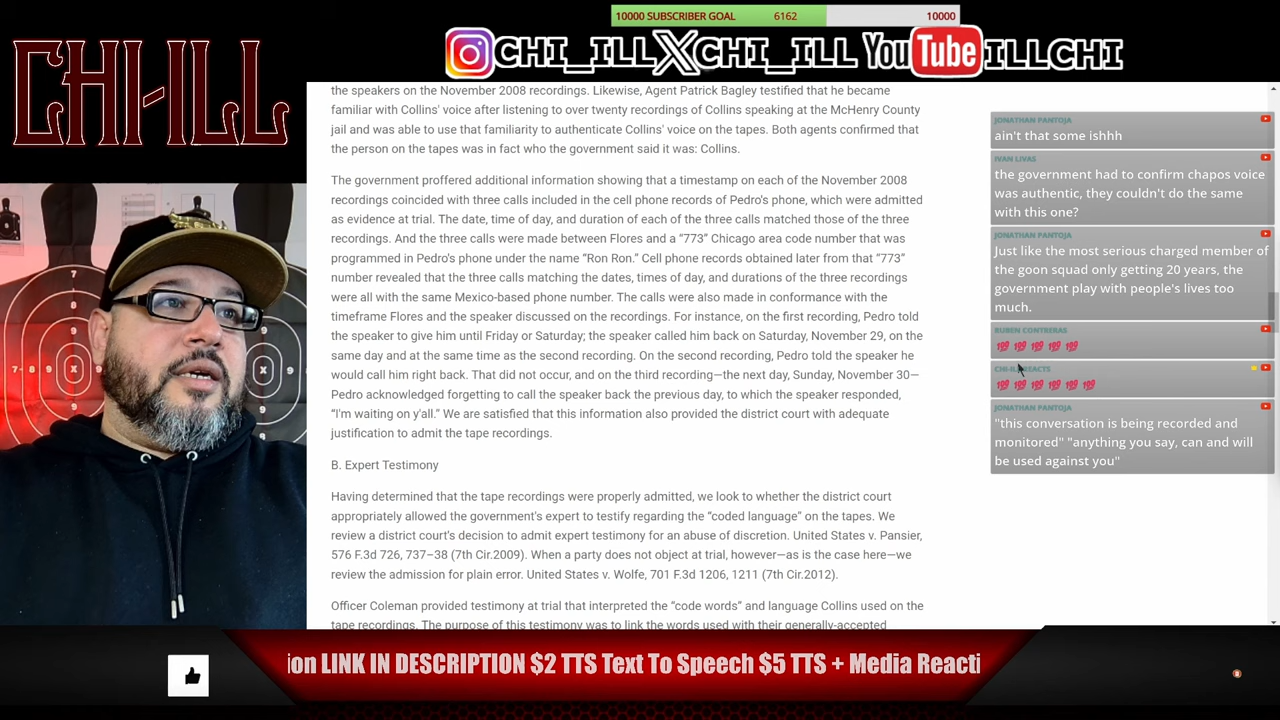 10000 SUBSCRIBER GOAL 6162 10000
CHI-ILL
CHI_ILL XCHI_ILL YouTube ILLCHI
the speakers on the November 2008 recordings. Likewise, Agent Patrick Bagley testified that he became
familiar with Collins' voice after listening to over twenty recordings of Collins speaking at the McHenry County
jail and was able to use that familiarity to authenticate Collins' voice on the tapes. Both agents confirmed that
the person on the tapes was in fact who the government said it was: Collins.
The government proffered additional information showing that a timestamp on each of the November 2008
recordings coincided with three calls included in the cell phone records of Pedro's phone, which were admitted
as evidence at trial. The date, time of day, and duration of each of the three calls matched those of the three
recordings. And the three calls were made between Flores and a “773” Chicago area code number that was
programmed in Pedro's phone under the name “Ron Ron.” Cell phone records obtained later from that “773”
number revealed that the three calls matching the dates, times of day, and durations of the three recordings
were all with the same Mexico-based phone number. The calls were also made in conformance with the
timeframe Flores and the speaker discussed on the recordings. For instance, on the first recording, Pedro told
the speaker to give him until Friday or Saturday; the speaker called him back on Saturday, November 29, on the
same day and at the same time as the second recording. On the second recording, Pedro told the speaker he
would call him right back. That did not occur, and on the third recording—the next day, Sunday, November 30—
Pedro acknowledged forgetting to call the speaker back the previous day, to which the speaker responded,
“I'm waiting on y'all.” We are satisfied that this information also provided the district court with adequate
justification to admit the tape recordings.
B. Expert Testimony
Having determined that the tape recordings were properly admitted, we look to whether the district court
appropriately allowed the government's expert to testify regarding the “coded language” on the tapes. We
review a district court's decision to admit expert testimony for an abuse of discretion. United States v. Pansier,
576 F.3d 726, 737–38 (7th Cir.2009). When a party does not object at trial, however—as is the case here—we
review the admission for plain error. United States v. Wolfe, 701 F.3d 1206, 1211 (7th Cir.2012).
Officer Coleman provided testimony at trial that interpreted the “code words” and language Collins used on the
tape recordings. The purpose of this testimony was to link the words used with their generally-accepted
JONATHAN PANTOJA
ain't that some ishhh
IVAN LIVAS
the government had to confirm chapos voice
was authentic, they couldn't do the same
with this one?
JONATHAN PANTOJA
Just like the most serious charged member of
the goon squad only getting 20 years, the
government play with people's lives too
much.
RUBEN CONTRERAS
💯 💯 💯 💯 💯
CHI-ILL REACTS
💯 💯 💯 💯 💯 💯
JONATHAN PANTOJA
"this conversation is being recorded and
monitored" "anything you say, can and will
be used against you"
ion LINK IN DESCRIPTION $2 TTS Text To Speech $5 TTS + Media Reacti